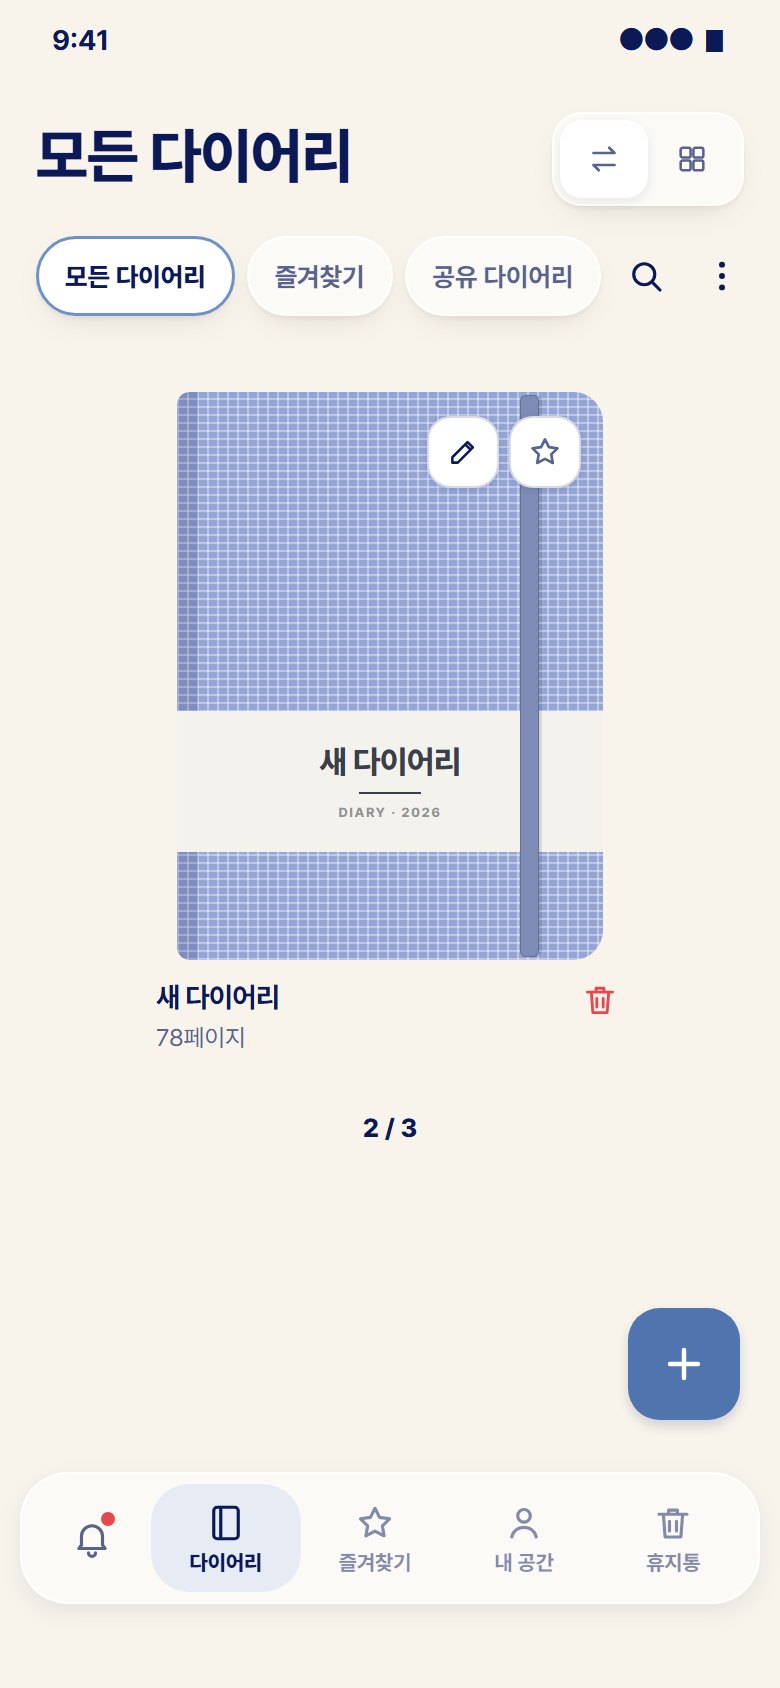 9:41
모든 다이어리
모든 다이어리 즐겨찾기 공유 다이어리
새 다이어리
DIARY · 2026
새 다이어리
78페이지
2 / 3
다이어리 즐겨찾기 내 공간 휴지통